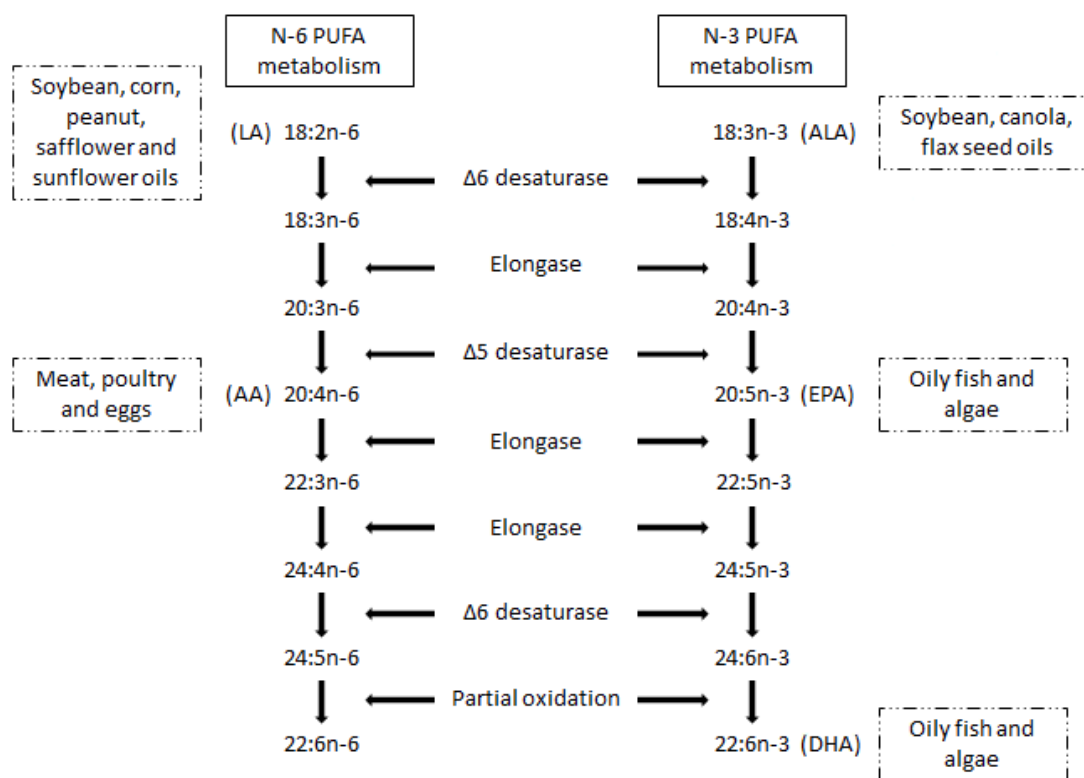 N-6 PUFA
metabolism
N-3 PUFA
metabolism
Soybean, corn,
peanut,
safflower and
sunflower oils
(LA) 18:2n-6
18:3n-3 (ALA)
Soybean, canola,
flax seed oils
Δ6 desaturase
18:3n-6
18:4n-3
Elongase
20:3n-6
20:4n-3
Δ5 desaturase
Meat, poultry
and eggs
(AA) 20:4n-6
20:5n-3 (EPA)
Oily fish and
algae
Elongase
22:3n-6
22:5n-3
Elongase
24:4n-6
24:5n-3
Δ6 desaturase
24:5n-6
24:6n-3
Partial oxidation
22:6n-6
22:6n-3 (DHA)
Oily fish and
algae